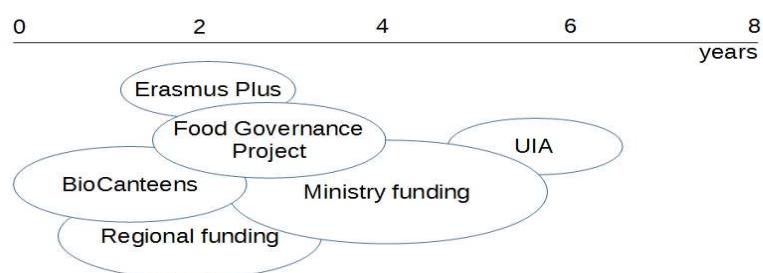 0 2 4 6 8
years
Erasmus Plus
Food Governance
Project
UIA
BioCanteens
Ministry funding
Regional funding